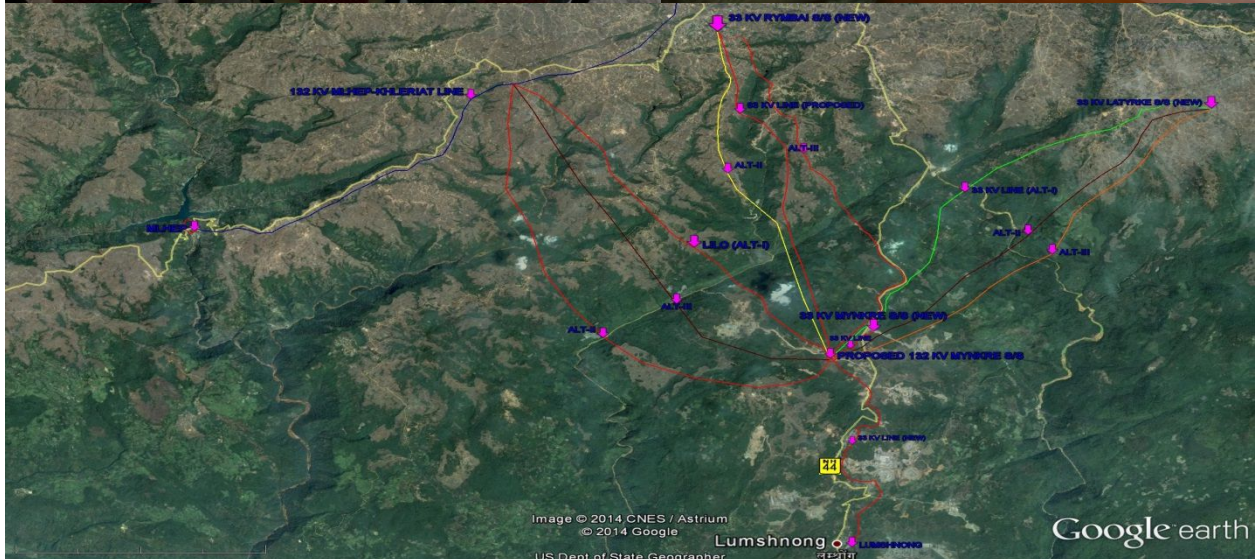 33 KV RYMBAI S/S (NEW)
132 KV-MLHEP-KHLERIAT LINE
33 KV LINE (PROPOSED)
33 KV LATYRKE S/S (NEW)
ALT-III
ALT-II
33 KV LINE (ALT-I)
MLHEP
LILO (ALT-I)
ALT-II
ALT-III
ALT-III
33 KV MYNKRE S/S (NEW)
ALT-II
33 KV LINE
PROPOSED 132 KV MYNKRE S/S
33 KV LINE (NEW)
44
Image © 2014 CNES / Astrium
© 2014 Google
US Dept of State Geographer
Google earth
Lumshnong
LUMSHNONG